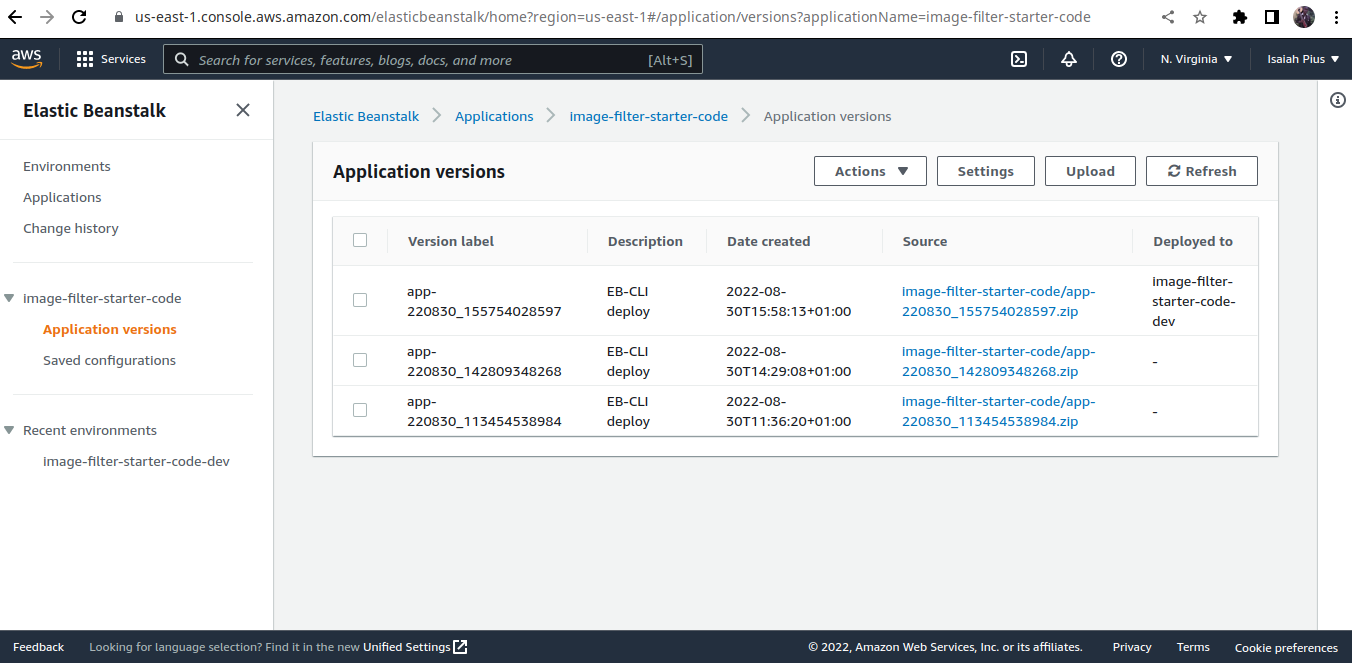 us-east-1.console.aws.amazon.com/elasticbeanstalk/home?region=us-east-1#/application/versions?applicationName=image-filter-starter-code
aws
Services
Search for services, features, blogs, docs, and more
[Alt+S]
N. Virginia
Isaiah Pius
Elastic Beanstalk
Environments
Applications
Change history
image-filter-starter-code
Application versions
Saved configurations
Recent environments
image-filter-starter-code-dev
Elastic Beanstalk
Applications
image-filter-starter-code
Application versions
Application versions
Actions
Settings
Upload
Refresh
Version label
Description
Date created
Source
Deployed to
app-
220830_155754028597
EB-CLI
deploy
2022-08-
30T15:58:13+01:00
image-filter-starter-code/app-
220830_155754028597.zip
image-filter-
starter-code-
dev
app-
220830_142809348268
EB-CLI
deploy
2022-08-
30T14:29:08+01:00
image-filter-starter-code/app-
220830_142809348268.zip
-
app-
220830_113454538984
EB-CLI
deploy
2022-08-
30T11:36:20+01:00
image-filter-starter-code/app-
220830_113454538984.zip
-
Feedback
Looking for language selection? Find it in the new Unified Settings
© 2022, Amazon Web Services, Inc. or its affiliates.
Privacy
Terms
Cookie preferences